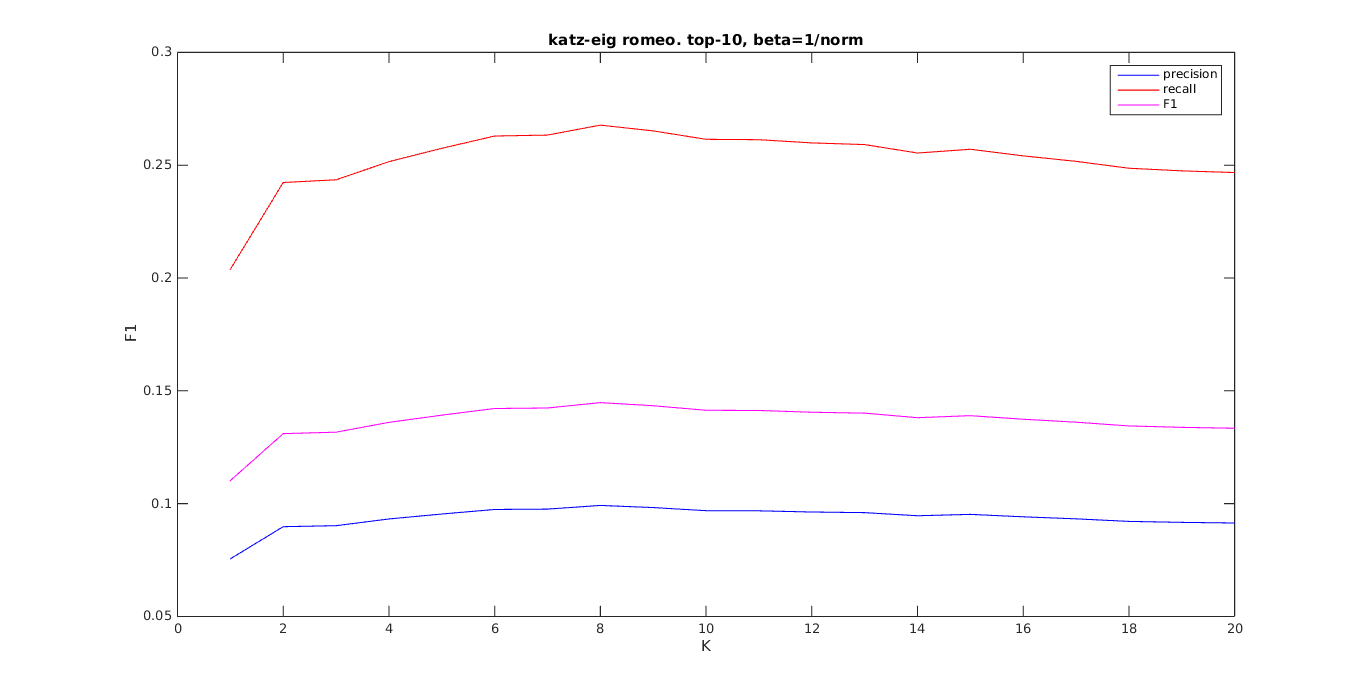 katz-eig romeo. top-10, beta=1/norm
0.3
0.25
0.2
0.15
0.1
0.05
F1
precision
recall
F1
0 2 4 6 8 10 12 14 16 18 20
K